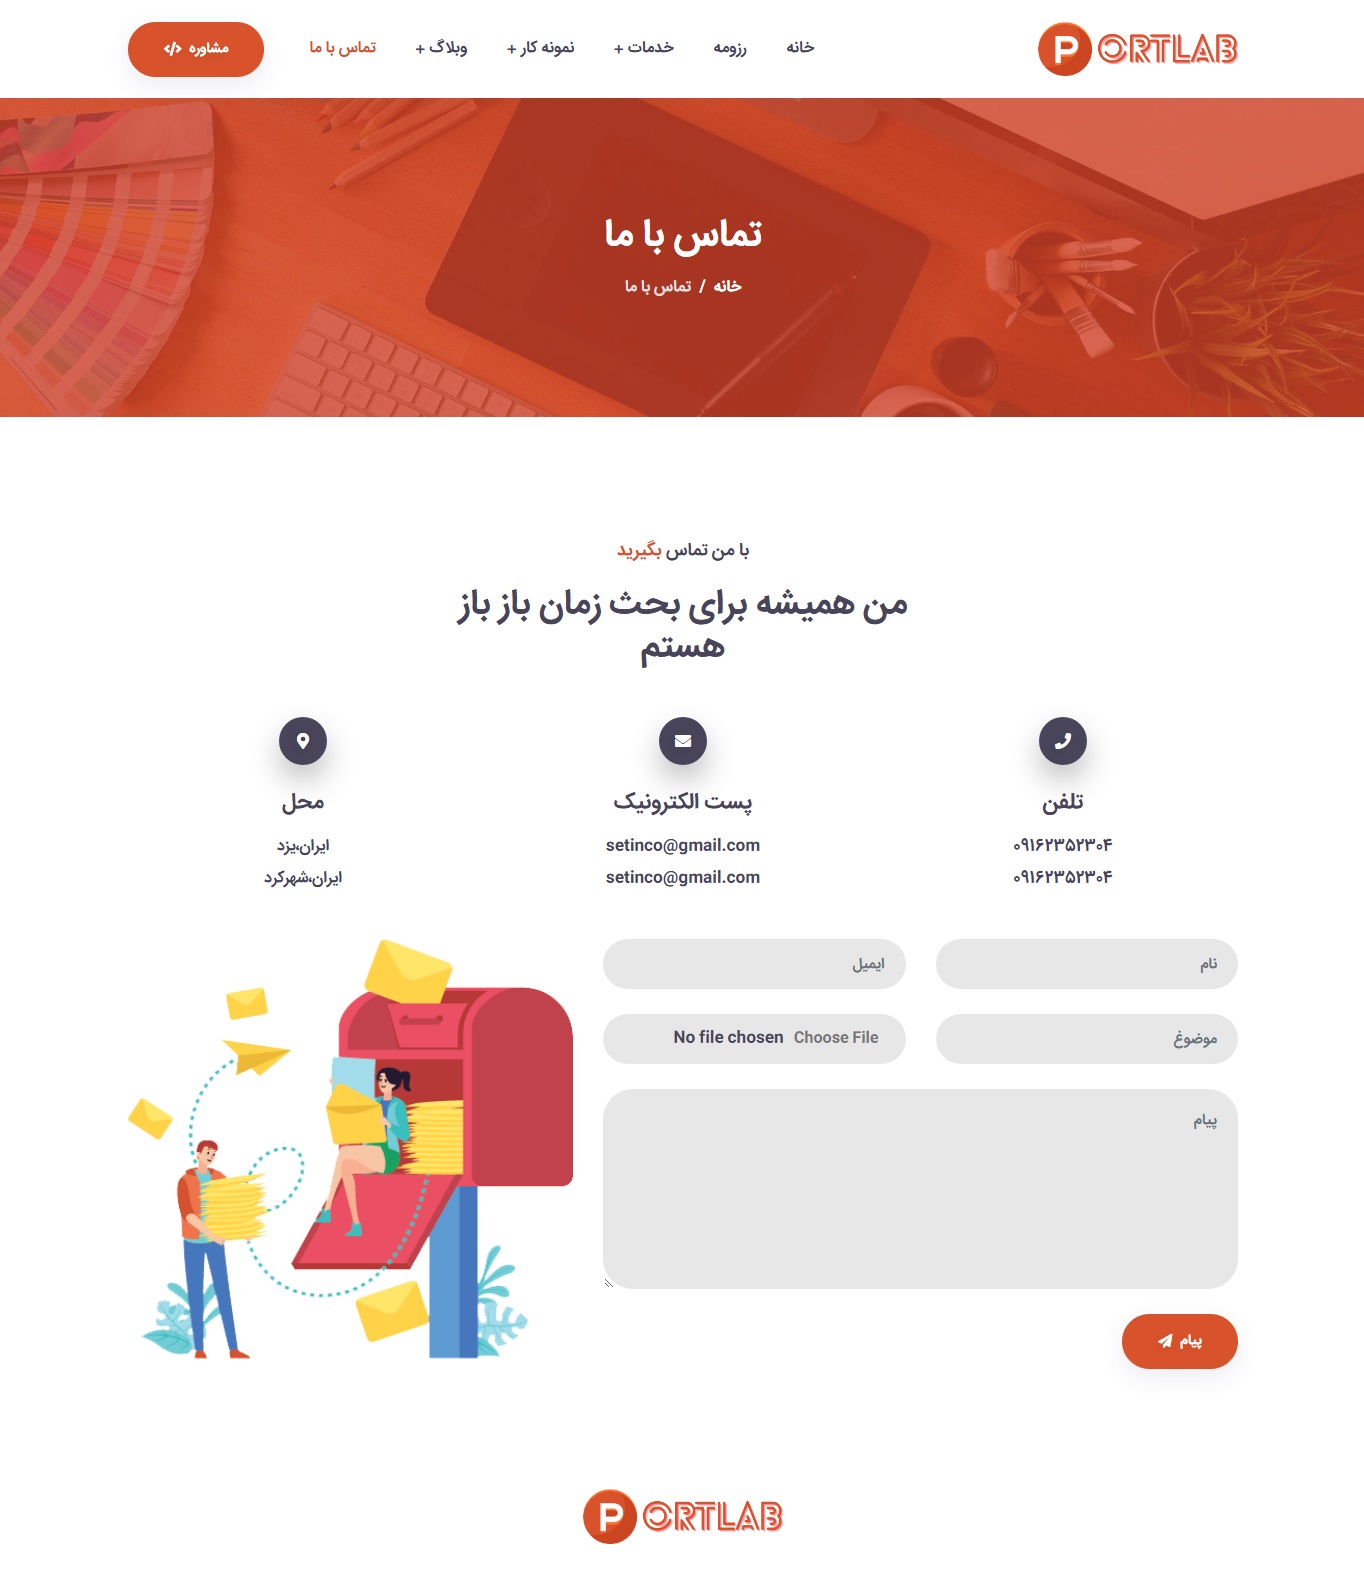 PORTLAB
خانه رزومه خدمات + نمونه کار + وبلاگ + تماس با ما مشاوره
تماس با ما
خانه / تماس با ما
با من تماس بگیرید
من همیشه برای بحث زمان باز باز
هستم
تلفن
۰۹۱۶۲۳۵۲۳۰۴
۰۹۱۶۲۳۵۲۳۰۴
پست الکترونیک
setinco@gmail.com
setinco@gmail.com
محل
ایران،یزد
ایران،شهرکرد
نام
ایمیل
موضوغ
Choose File No file chosen
پیام
پیام
PORTLAB